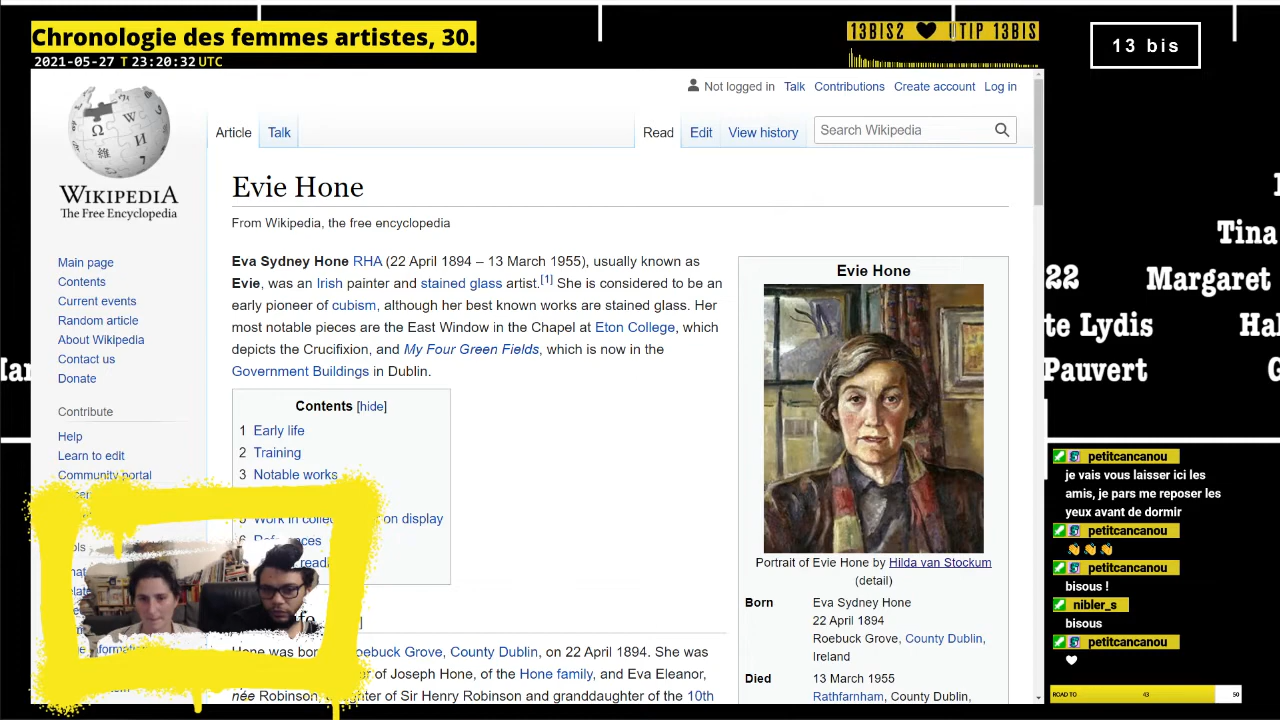 Chronologie des femmes artistes, 30.
2021-05-27 T 23:20:32 UTC
13BIS2 UTIP 13BIS
13 bis
Not logged in Talk Contributions Create account Log in
Article Talk Read Edit View history Search Wikipedia
WIKIPEDIA
The Free Encyclopedia
Main page
Contents
Current events
Random article
About Wikipedia
Contact us
Donate
Contribute
Help
Learn to edit
Community portal
Evie Hone
From Wikipedia, the free encyclopedia
Eva Sydney Hone RHA (22 April 1894 – 13 March 1955), usually known as
Evie, was an Irish painter and stained glass artist.[1] She is considered to be an
early pioneer of cubism, although her best known works are stained glass. Her
most notable pieces are the East Window in the Chapel at Eton College, which
depicts the Crucifixion, and My Four Green Fields, which is now in the
Government Buildings in Dublin.
Contents [hide]
1 Early life
2 Training
3 Notable works
Work in on display
6
Hone was Roebuck Grove, County Dublin, on 22 April 1894. She was
of Joseph Hone, of the Hone family, and Eva Eleanor,
née Robinson, of Sir Henry Robinson and granddaughter of the 10th
Evie Hone
Portrait of Evie Hone by Hilda van Stockum
(detail)
Born Eva Sydney Hone
22 April 1894
Roebuck Grove, County Dublin,
Ireland
Died 13 March 1955
Rathfarnham, County Dublin,
Tina
22 Margaret
te Lydis
Pauvert
petitcancanou
je vais vous laisser ici les
amis, je pars me reposer les
yeux avant de dormir
petitcancanou
👏👏👏
petitcancanou
bisous !
nibler_s
bisous
petitcancanou
ROAD TO 43 50